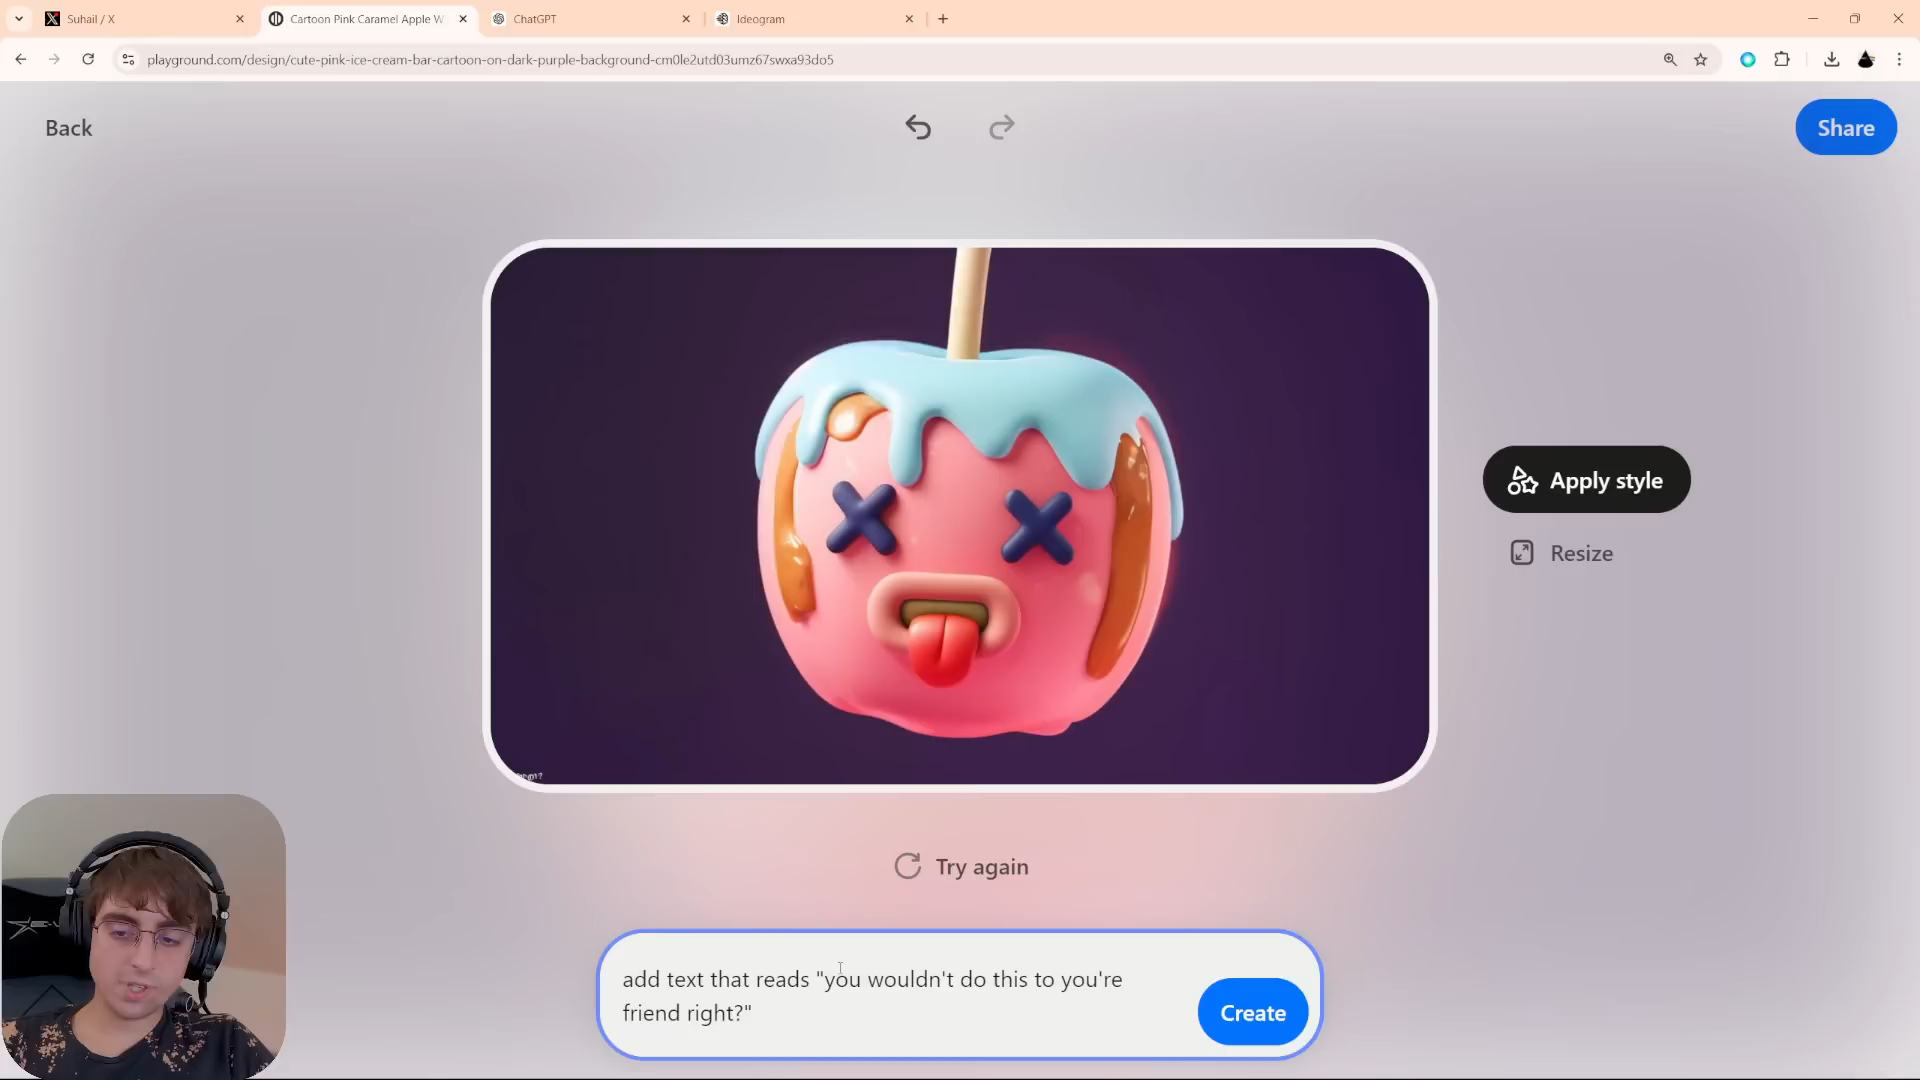 Suhail / X
Cartoon Pink Caramel Apple W
ChatGPT
Ideogram
playground.com/design/cute-pink-ice-cream-bar-cartoon-on-dark-purple-background-cm0le2utd03umz67swxa93do5
Back
Share
Apply style
Resize
Try again
add text that reads "you wouldn't do this to you're
friend right?"
Create